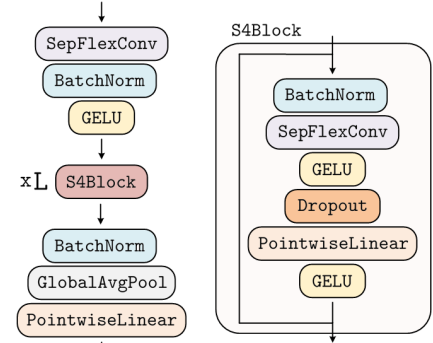 SepFlexConv
BatchNorm
GELU
xL S4Block
BatchNorm
GlobalAvgPool
PointwiseLinear
S4Block
BatchNorm
SepFlexConv
GELU
Dropout
PointwiseLinear
GELU